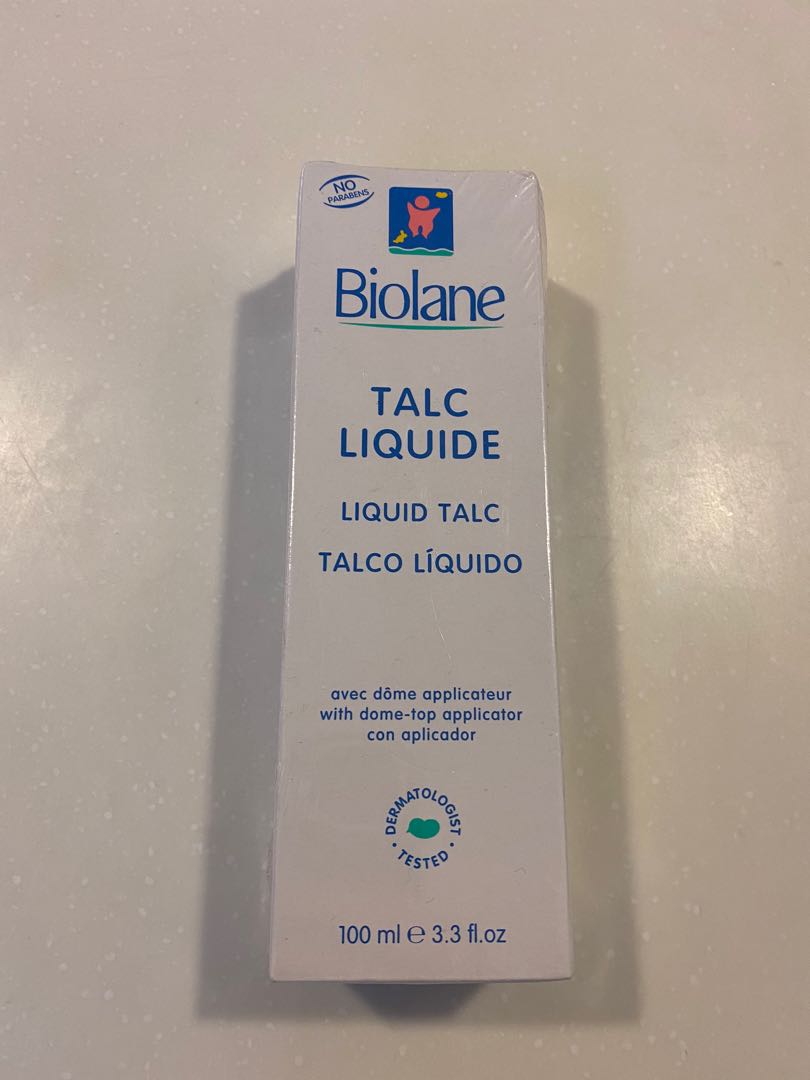 NO
PARABENS
Biolane
TALC
LIQUIDE
LIQUID TALC
TALCO LÍQUIDO
avec dôme applicateur
with dome-top applicator
con aplicador
DERMATOLOGIST
• TESTED •
100 ml ℮ 3.3 fl.oz